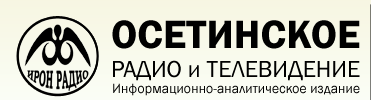 ИРОН РАДИО
ОСЕТИНСКОЕ
РАДИО и ТЕЛЕВИДЕНИЕ
Информационно-аналитическое издание